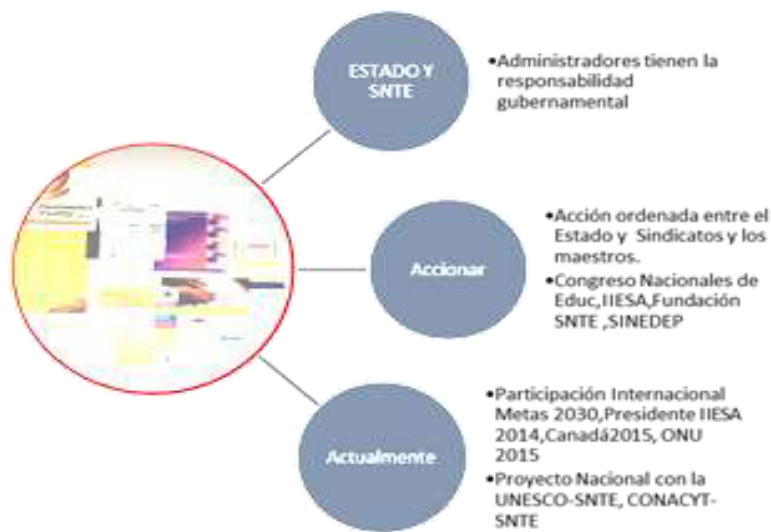 ESTADO Y
SNTE
•Administradores tienen la
responsabilidad
gubernamental
Accionar
•Acción ordenada entre el
Estado y Sindicatos y los
maestros.
•Congreso Nacionales de
Educ,IIESA,Fundación
SNTE ,SINEDEP
Actualmente
•Participación Internacional
Metas 2030,Presidente IIESA
2014,Canadá2015, ONU
2015
•Proyecto Nacional con la
UNESCO-SNTE, CONACYT-
SNTE